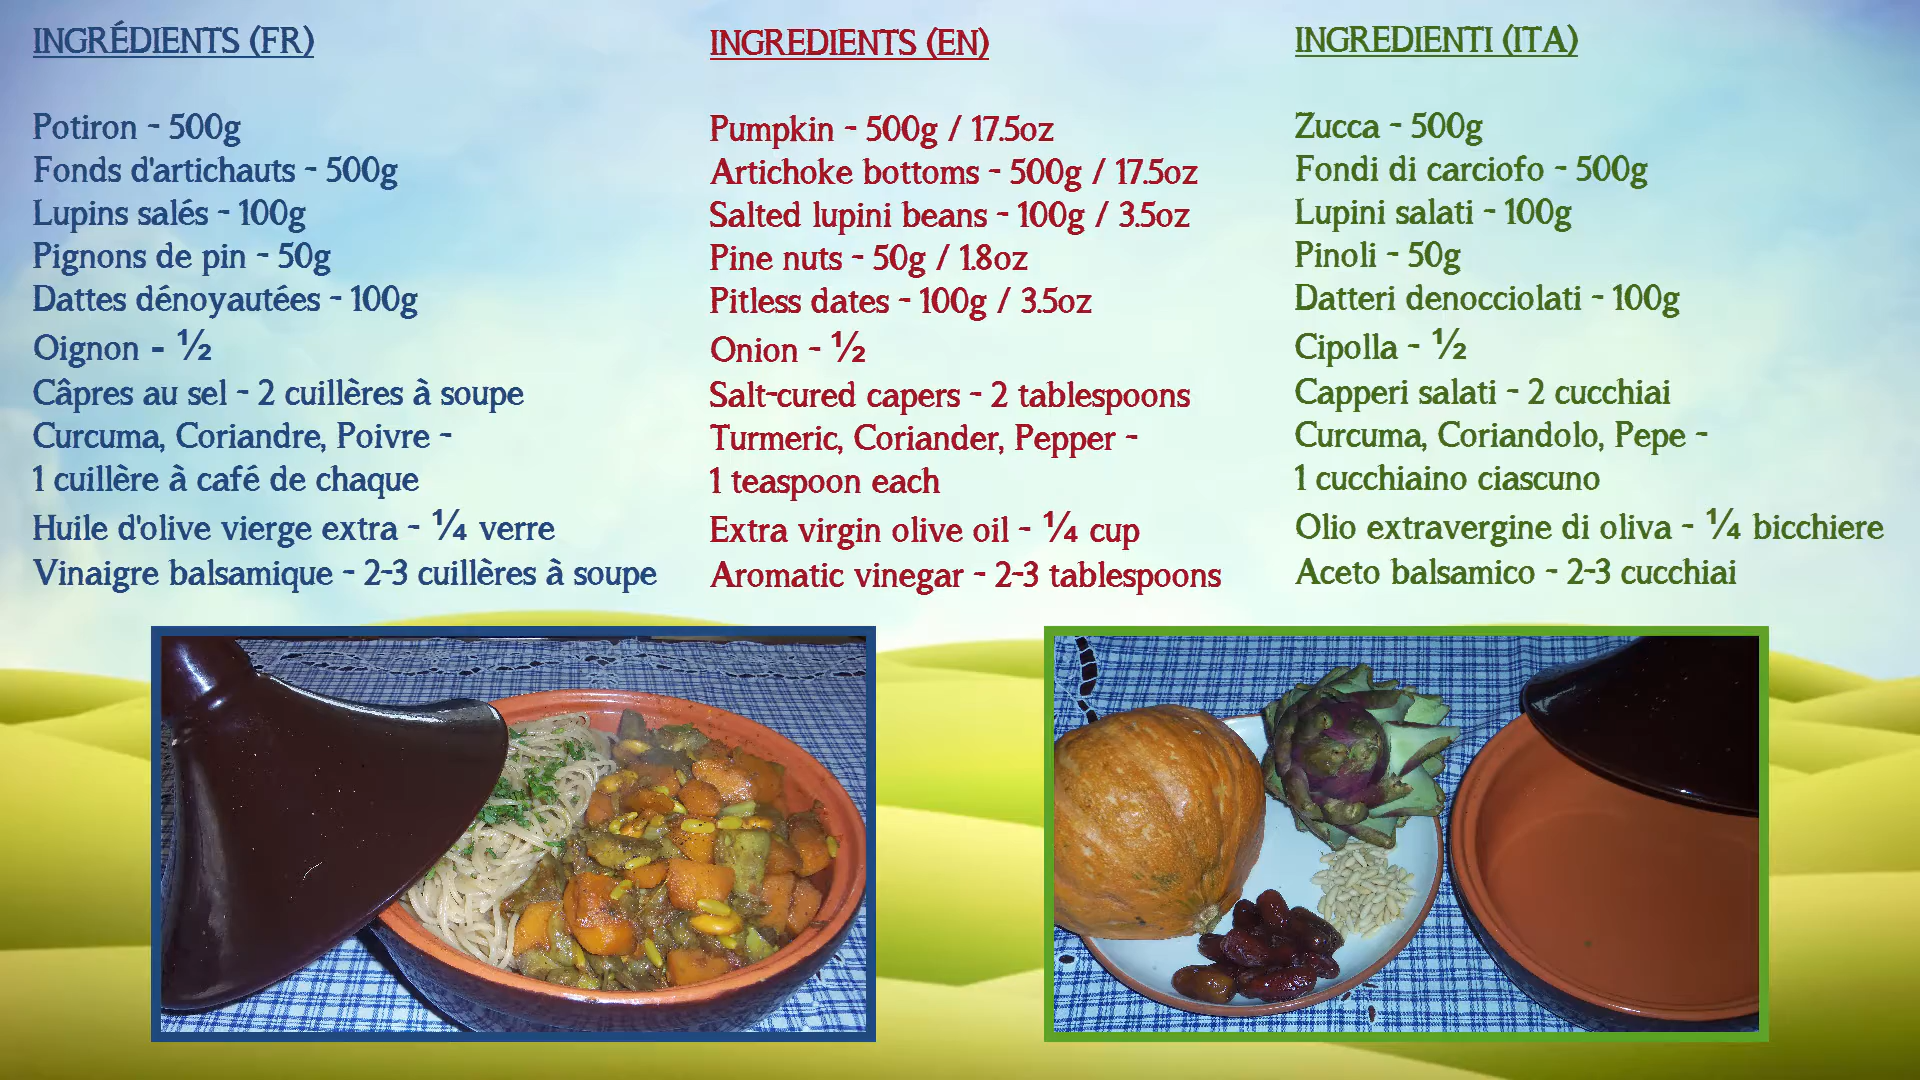 INGRÉDIENTS (FR)
Potiron - 500g
Fonds d'artichauts - 500g
Lupins salés - 100g
Pignons de pin - 50g
Dattes dénoyautées - 100g
Oignon - ½
Câpres au sel - 2 cuillères à soupe
Curcuma, Coriandre, Poivre -
1 cuillère à café de chaque
Huile d'olive vierge extra - ¼ verre
Vinaigre balsamique - 2-3 cuillères à soupe
INGREDIENTS (EN)
Pumpkin - 500g / 17.5oz
Artichoke bottoms - 500g / 17.5oz
Salted lupini beans - 100g / 3.5oz
Pine nuts - 50g / 1.8oz
Pitless dates - 100g / 3.5oz
Onion - ½
Salt-cured capers - 2 tablespoons
Turmeric, Coriander, Pepper -
1 teaspoon each
Extra virgin olive oil - ¼ cup
Aromatic vinegar - 2-3 tablespoons
INGREDIENTI (ITA)
Zucca - 500g
Fondi di carciofo - 500g
Lupini salati - 100g
Pinoli - 50g
Datteri denocciolati - 100g
Cipolla - ½
Capperi salati - 2 cucchiai
Curcuma, Coriandolo, Pepe -
1 cucchiaino ciascuno
Olio extravergine di oliva - ¼ bicchiere
Aceto balsamico - 2-3 cucchiai